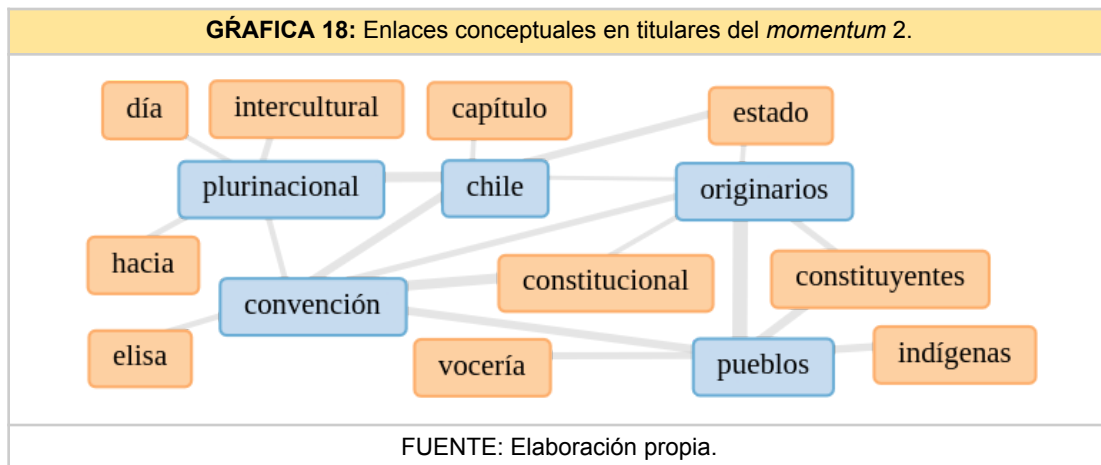 GŔAFICA 18: Enlaces conceptuales en titulares del momentum 2.
día
intercultural
capítulo
estado
plurinacional
chile
originarios
hacia
constitucional
constituyentes
convención
elisa
vocería
pueblos
indígenas
FUENTE: Elaboración propia.